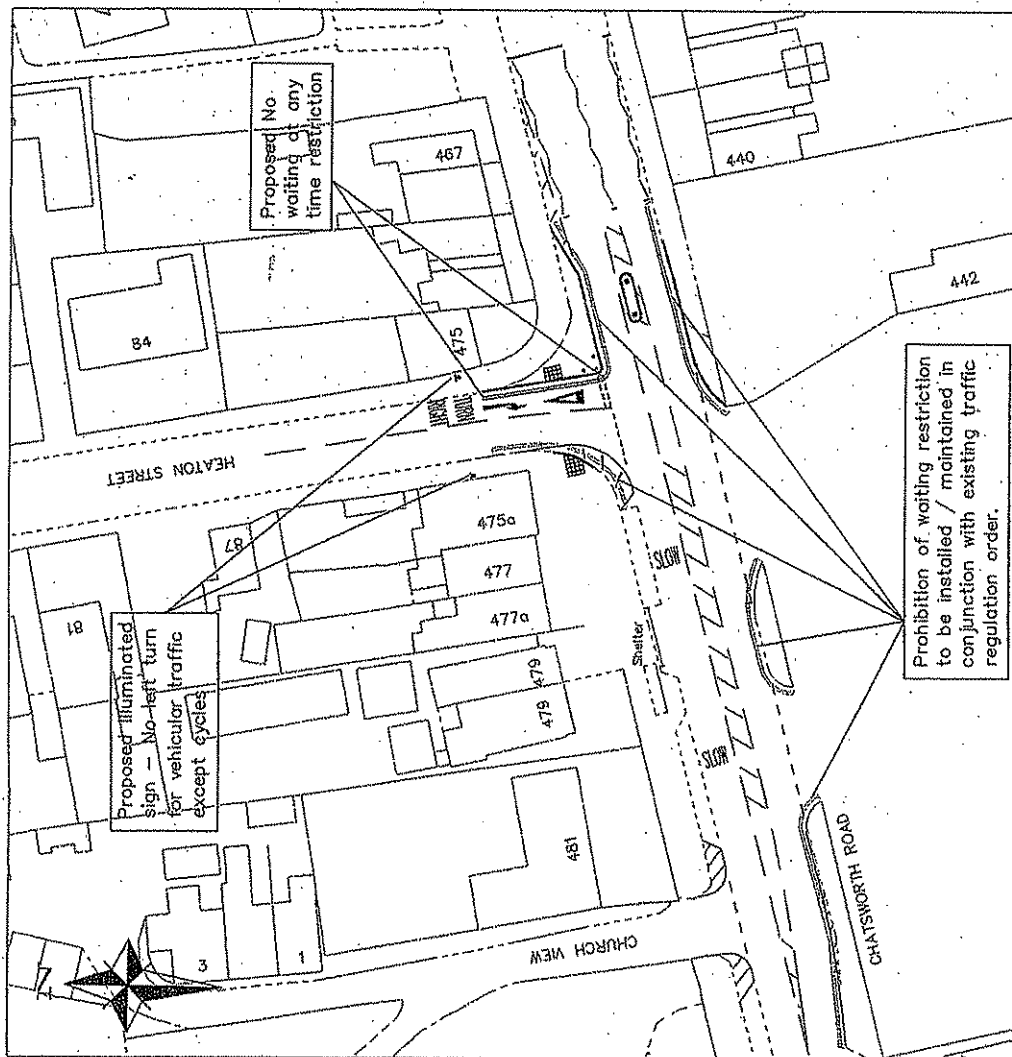 Proposed No
waiting at any
time restriction
467
440
84
475
442
HEATON STREET
Prohibition of waiting restriction
to be installed / maintained in
conjunction with existing traffic
regulation order.
87
475a
477
477a
479
479
81
Proposed illuminated
sign – No left turn
for vehicular traffic
except cycles
Shelter
SLOW
SLOW
481
CHURCH VIEW
CHATSWORTH ROAD
3
1
N